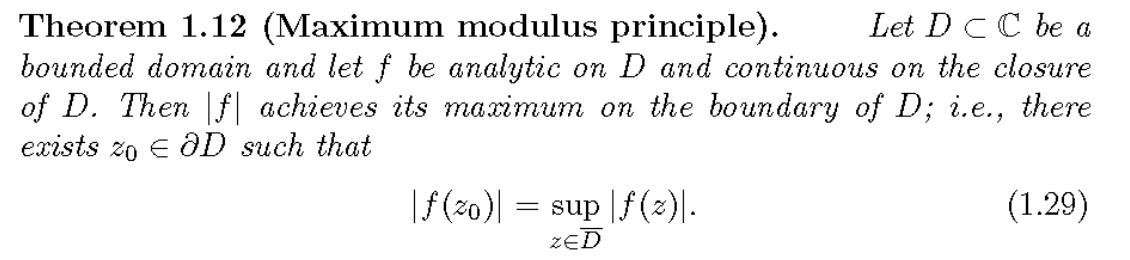 Theorem 1.12 (Maximum modulus principle). Let D ⊂ ℂ be a
bounded domain and let f be analytic on D and continuous on the closure
of D. Then |f| achieves its maximum on the boundary of D; i.e., there
exists z₀ ∈ ∂D such that
|f(z₀)| = sup_{z∈D̅} |f(z)|. (1.29)